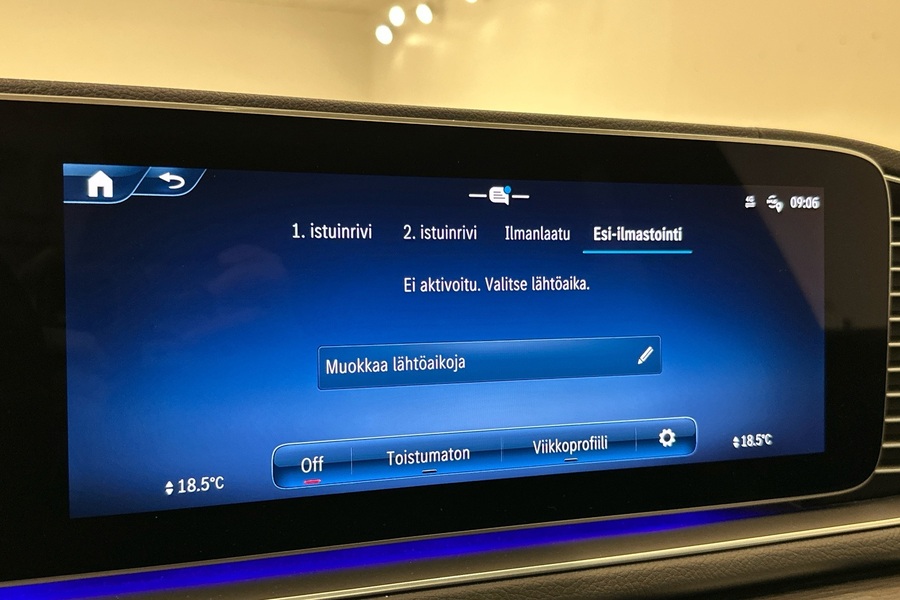 09:06
1. istuinrivi 2. istuinrivi Ilmanlaatu Esi-ilmastointi
Ei aktivoitu. Valitse lähtöaika.
Muokkaa lähtöaikoja
Off Toistumaton Viikkoprofiili
18.5°C 18.5°C